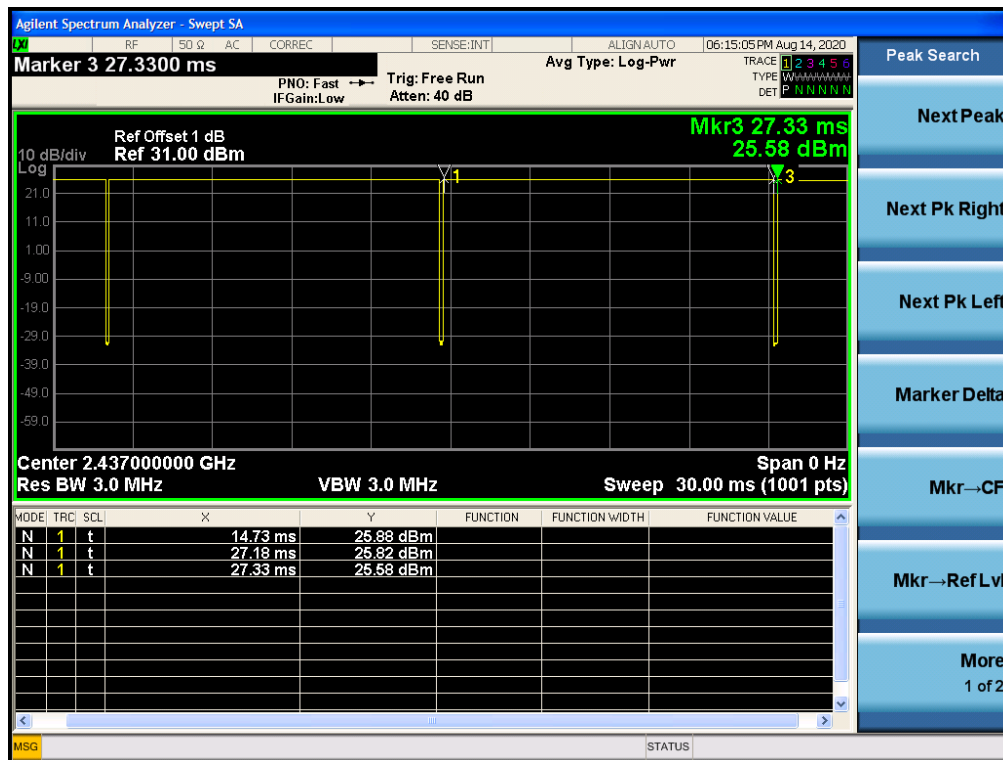 Agilent Spectrum Analyzer - Swept SA
LXI RF 50 Ω AC CORREC SENSE:INT ALIGN AUTO 06:15:05 PM Aug 14, 2020
Marker 3 27.3300 ms
PNO: Fast
IFGain:Low
Trig: Free Run
Atten: 40 dB
Avg Type: Log-Pwr
TRACE 1 2 3 4 5 6
TYPE WWWWWW
DET P N N N N N
Peak Search
Next Peak
Next Pk Right
Next Pk Left
Marker Delta
Mkr→CF
Mkr→Ref Lvl
More
1 of 2
Mkr3 27.33 ms
25.58 dBm
Ref Offset 1 dB
10 dB/div Ref 31.00 dBm
Log
1
3
21.0
11.0
1.00
-9.00
-19.0
-29.0
-39.0
-49.0
-59.0
Center 2.437000000 GHz Span 0 Hz
Res BW 3.0 MHz VBW 3.0 MHz Sweep 30.00 ms (1001 pts)
MODE TRC SCL X Y FUNCTION FUNCTION WIDTH FUNCTION VALUE
N 1 t 14.73 ms 25.88 dBm
N 1 t 27.18 ms 25.82 dBm
N 1 t 27.33 ms 25.58 dBm
MSG STATUS